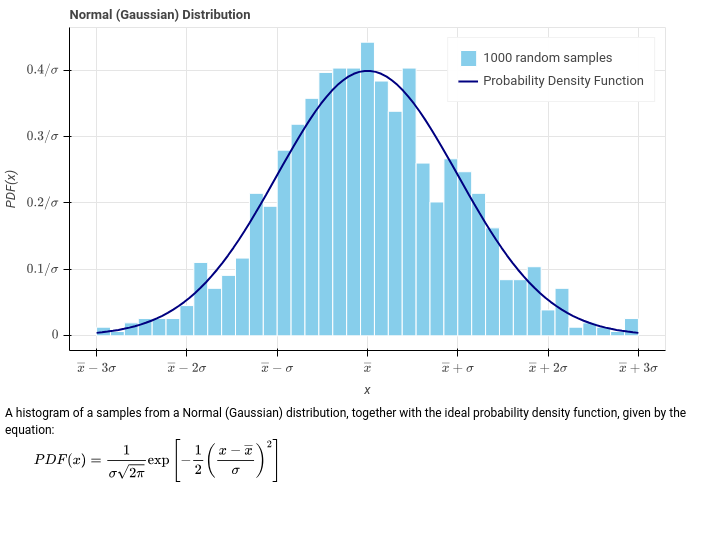 Normal (Gaussian) Distribution
1000 random samples
Probability Density Function
PDF(x)
0.4/σ
0.3/σ
0.2/σ
0.1/σ
0
x̅ − 3σ
x̅ − 2σ
x̅ − σ
x̅
x̅ + σ
x̅ + 2σ
x̅ + 3σ
x
A histogram of a samples from a Normal (Gaussian) distribution, together with the ideal probability density function, given by the
equation:
PDF(x) = 1/(σ√2π) exp [−1/2 ((x − x̅)/σ)²]